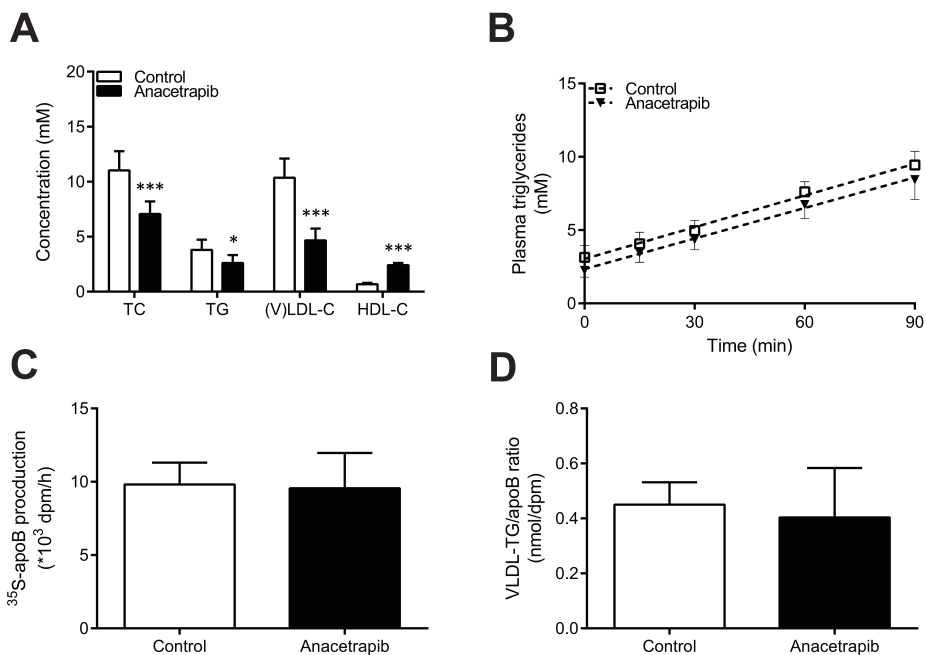 A
Concentration (mM)
20
15
10
5
0
Control
Anacetrapib
***
*
***
***
TC
TG
(V)LDL-C
HDL-C
B
Plasma triglycerides
(mM)
15
10
5
0
Control
Anacetrapib
0
30
60
90
Time (min)
C
35S-apoB procduction
(*10³ dpm/h)
15
10
5
0
Control
Anacetrapib
D
VLDL-TG/apoB ratio
(nmol/dpm)
0.8
0.6
0.4
0.2
0.0
Control
Anacetrapib